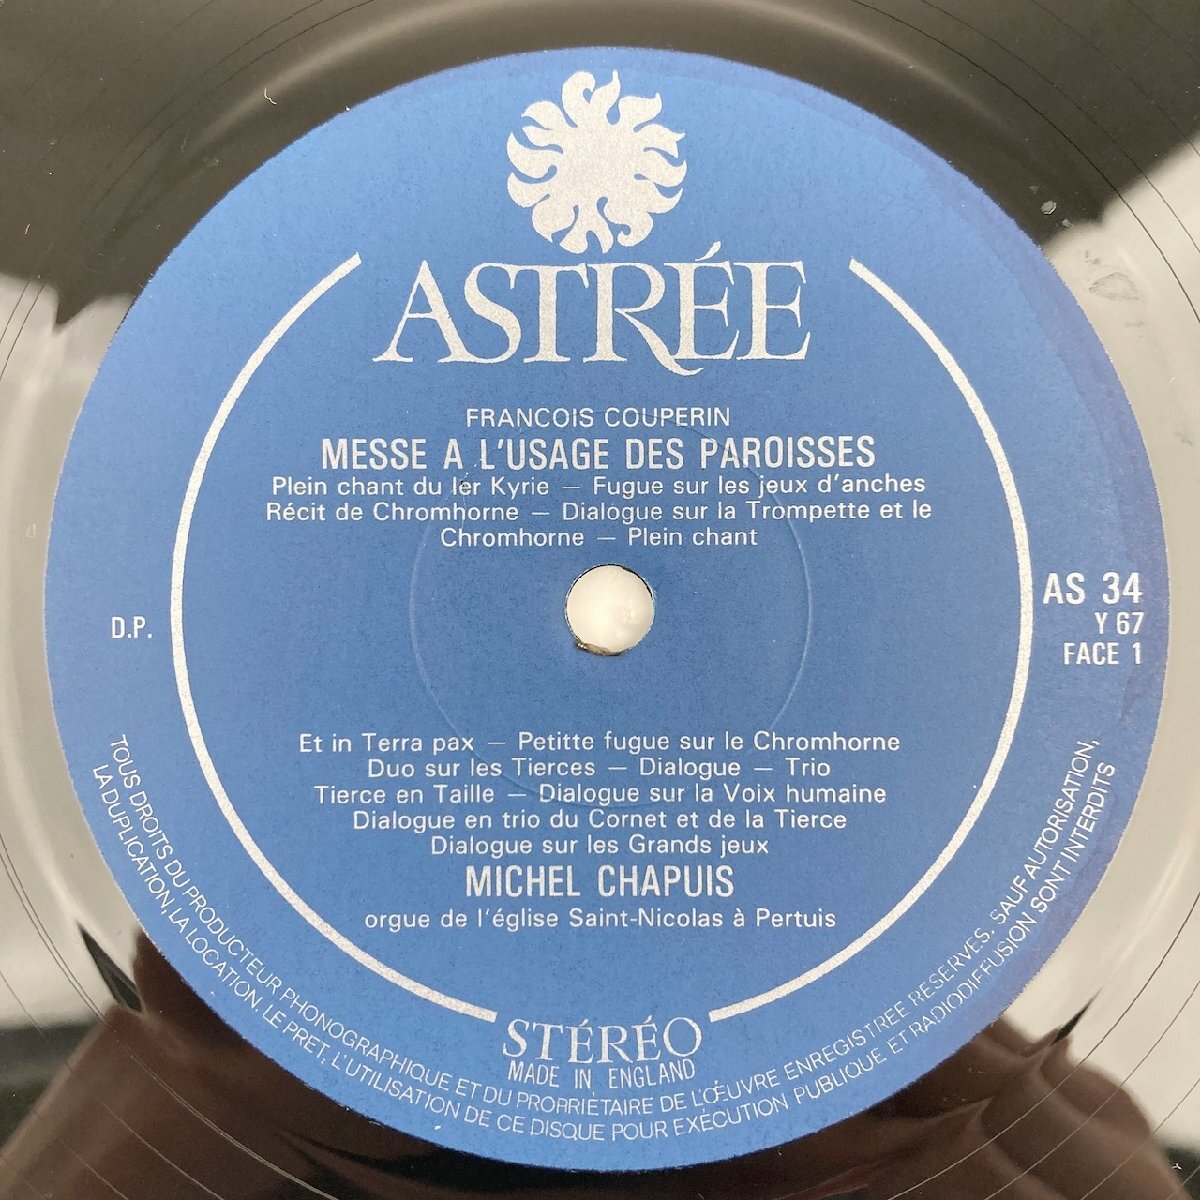 ASTRÉE
FRANCOIS COUPERIN
MESSE A L'USAGE DES PAROISSES
Plein chant du Iér Kyrie — Fugue sur les jeux d'anches
Récit de Chromhorne — Dialogue sur la Trompette et le
Chromhorne — Plein chant
D.P.
AS 34
Y 67
FACE 1
Et in Terra pax — Petitte fugue sur le Chromhorne
Duo sur les Tierces — Dialogue — Trio
Tierce en Taille — Dialogue sur la Voix humaine
Dialogue en trio du Cornet et de la Tierce
Dialogue sur les Grands jeux
MICHEL CHAPUIS
orgue de l'église Saint-Nicolas à Pertuis
STÉRÉO
MADE IN ENGLAND
TOUS DROITS DU PRODUCTEUR PHONOGRAPHIQUE ET DU PROPRIÉTAIRE DE L'ŒUVRE ENREGISTREE RESERVES. SAUF AUTORISATION,
LA DUPLICATION, LA LOCATION, LE PRET, L'UTILISATION DE CE DISQUE POUR EXÉCUTION PUBLIQUE ET RADIODIFFUSION SONT INTERDITS